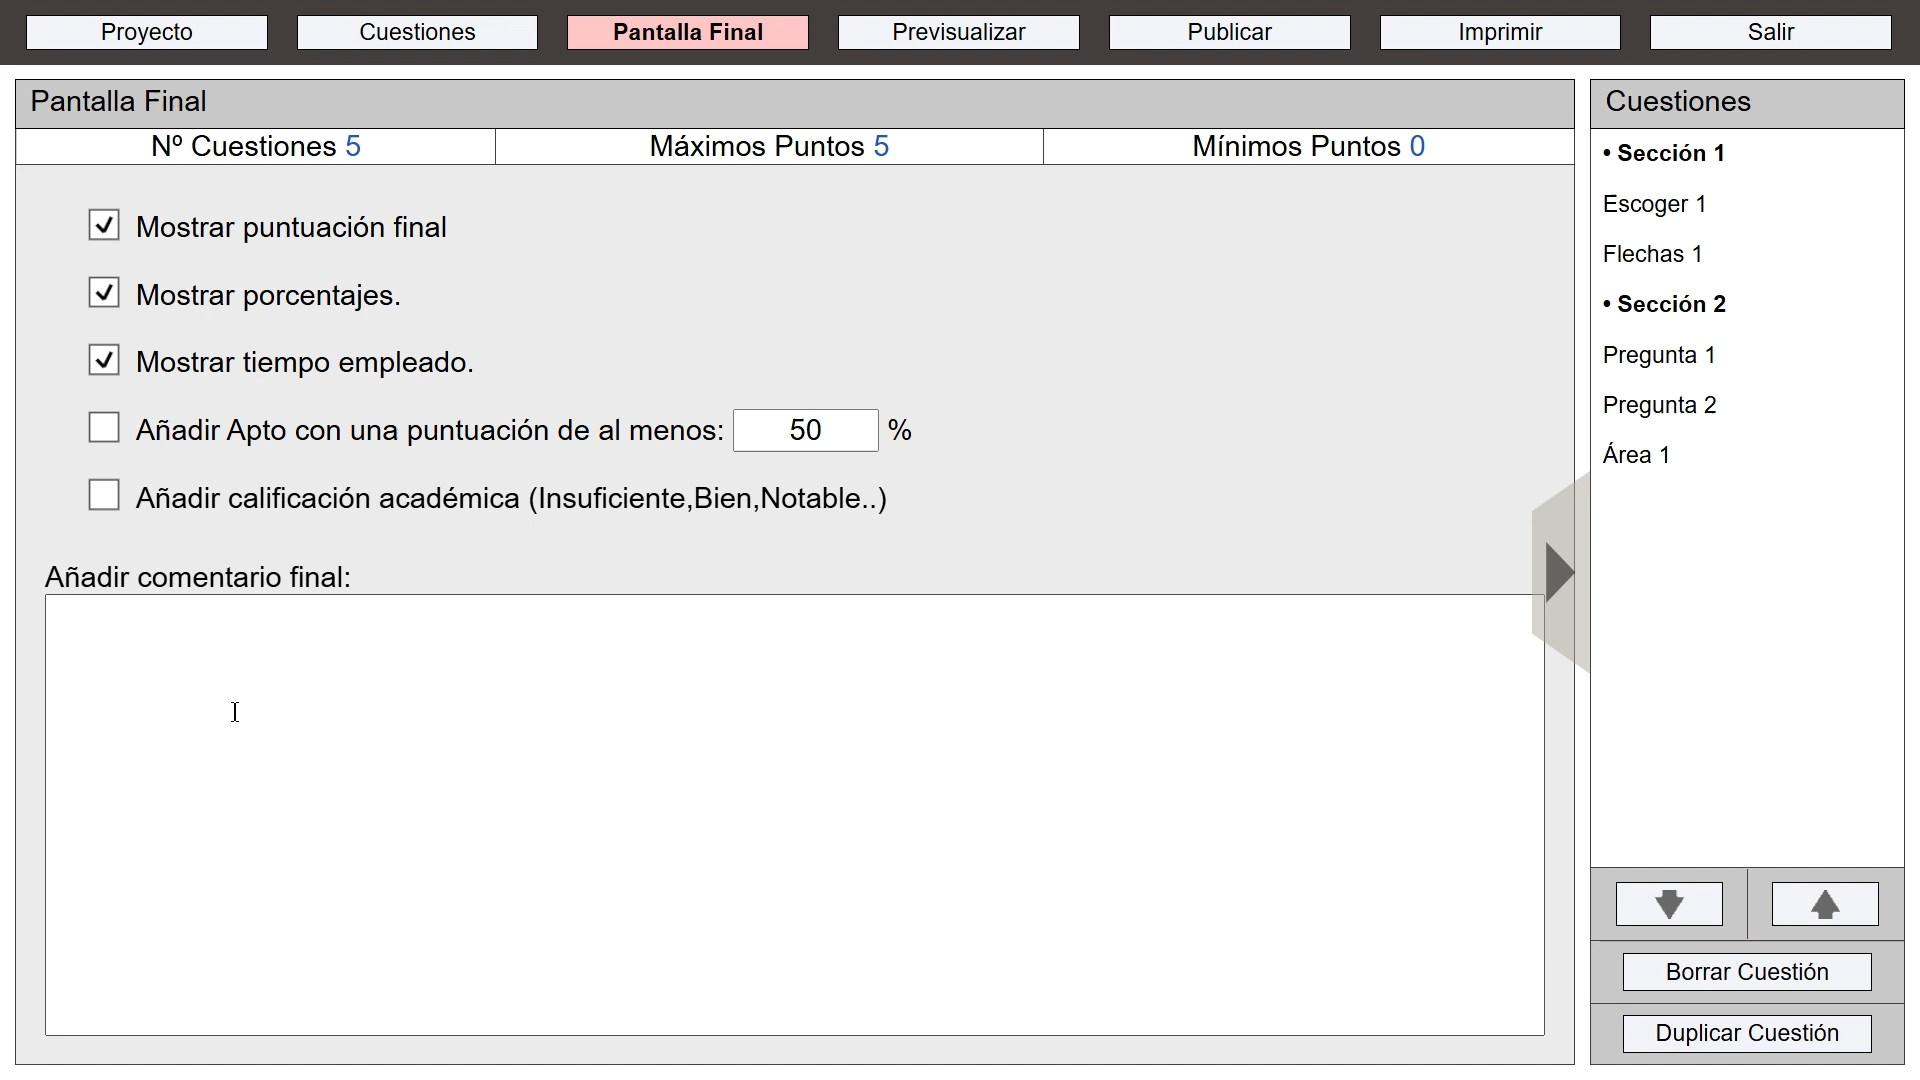 Proyecto
Cuestiones
Pantalla Final
Previsualizar
Publicar
Imprimir
Salir
Pantalla Final
Nº Cuestiones 5
Máximos Puntos 5
Mínimos Puntos 0
Mostrar puntuación final
Mostrar porcentajes.
Mostrar tiempo empleado.
Añadir Apto con una puntuación de al menos: 50 %
Añadir calificación académica (Insuficiente,Bien,Notable..)
Añadir comentario final:
Cuestiones
• Sección 1
Escoger 1
Flechas 1
• Sección 2
Pregunta 1
Pregunta 2
Área 1
Borrar Cuestión
Duplicar Cuestión